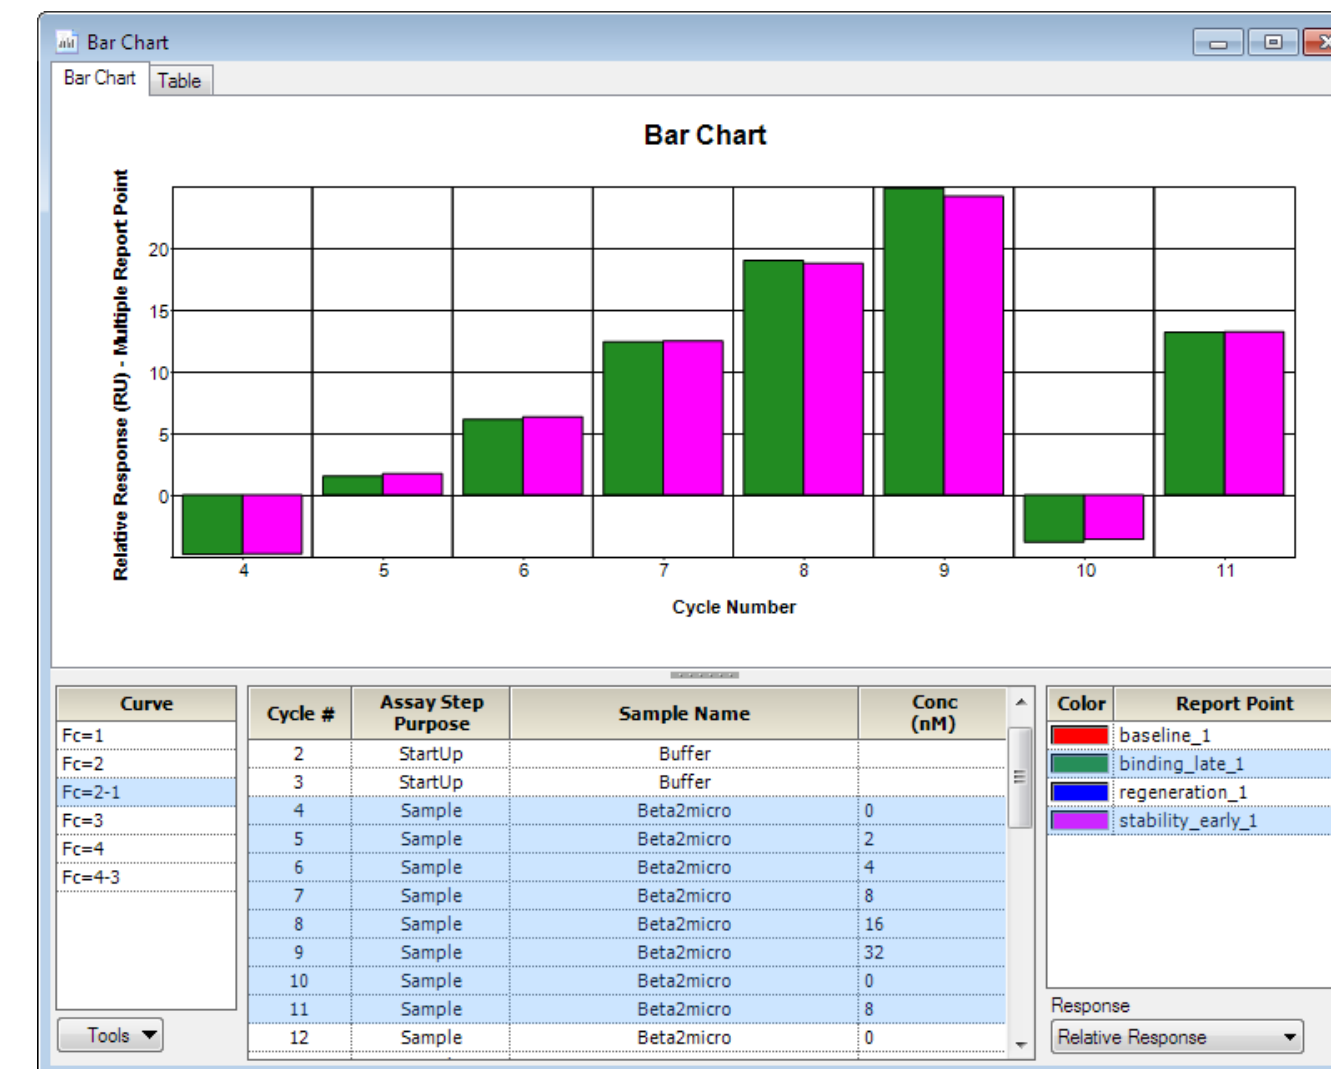 Bar Chart
Bar Chart Table
Bar Chart
Relative Response (RU) - Multiple Report Point
20
15
10
5
0
4 5 6 7 8 9 10 11
Cycle Number
Curve
Fc=1
Fc=2
Fc=2-1
Fc=3
Fc=4
Fc=4-3
Tools
Cycle # Assay Step Purpose Sample Name Conc (nM)
2 StartUp Buffer
3 StartUp Buffer
4 Sample Beta2micro 0
5 Sample Beta2micro 2
6 Sample Beta2micro 4
7 Sample Beta2micro 8
8 Sample Beta2micro 16
9 Sample Beta2micro 32
10 Sample Beta2micro 0
11 Sample Beta2micro 8
12 Sample Beta2micro 0
Color Report Point
baseline_1
binding_late_1
regeneration_1
stability_early_1
Response
Relative Response